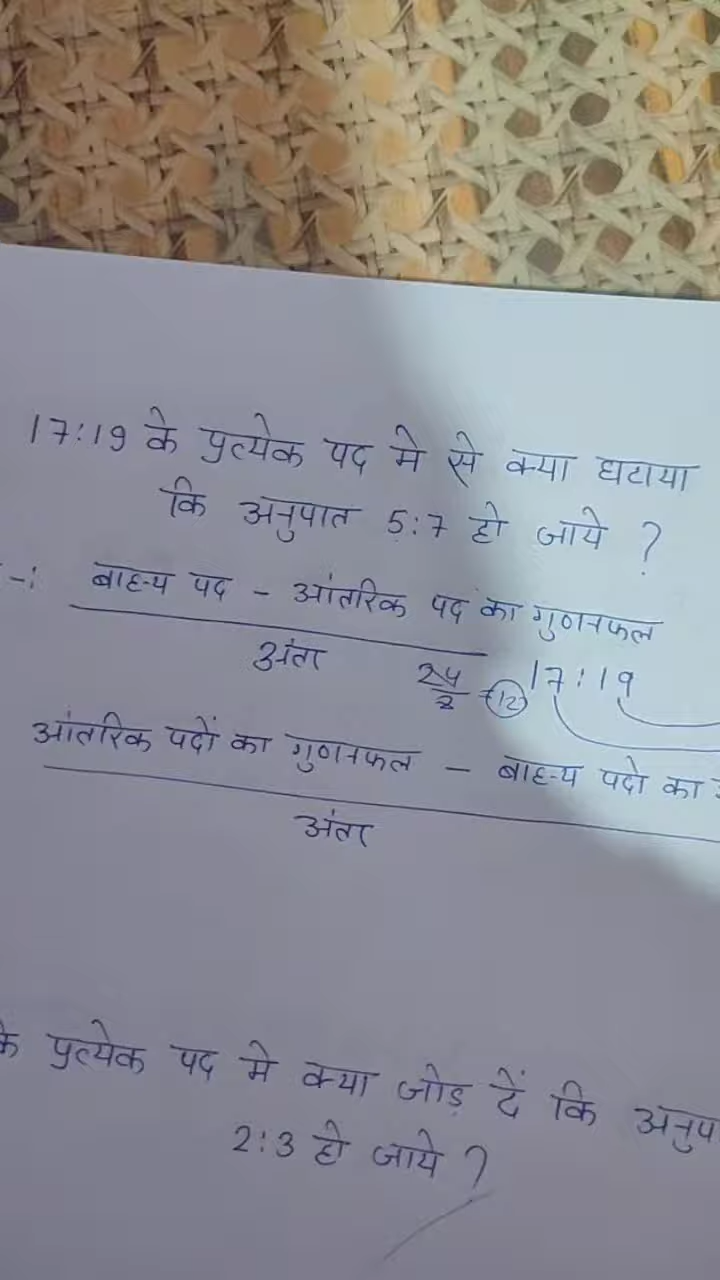 17:19 के प्रत्येक पद मे से क्या घटाया
कि अनुपात 5:7 हो जाये ?
-: बाह्य पद - आंतरिक पद का गुणनफल
अंतर
24/2 = 12 17:19
आंतरिक पदों का गुणनफल - बाह्य पदो का
अंतर
के प्रत्येक पद मे क्या जोड़ दें कि
2:3 हो जाये ?